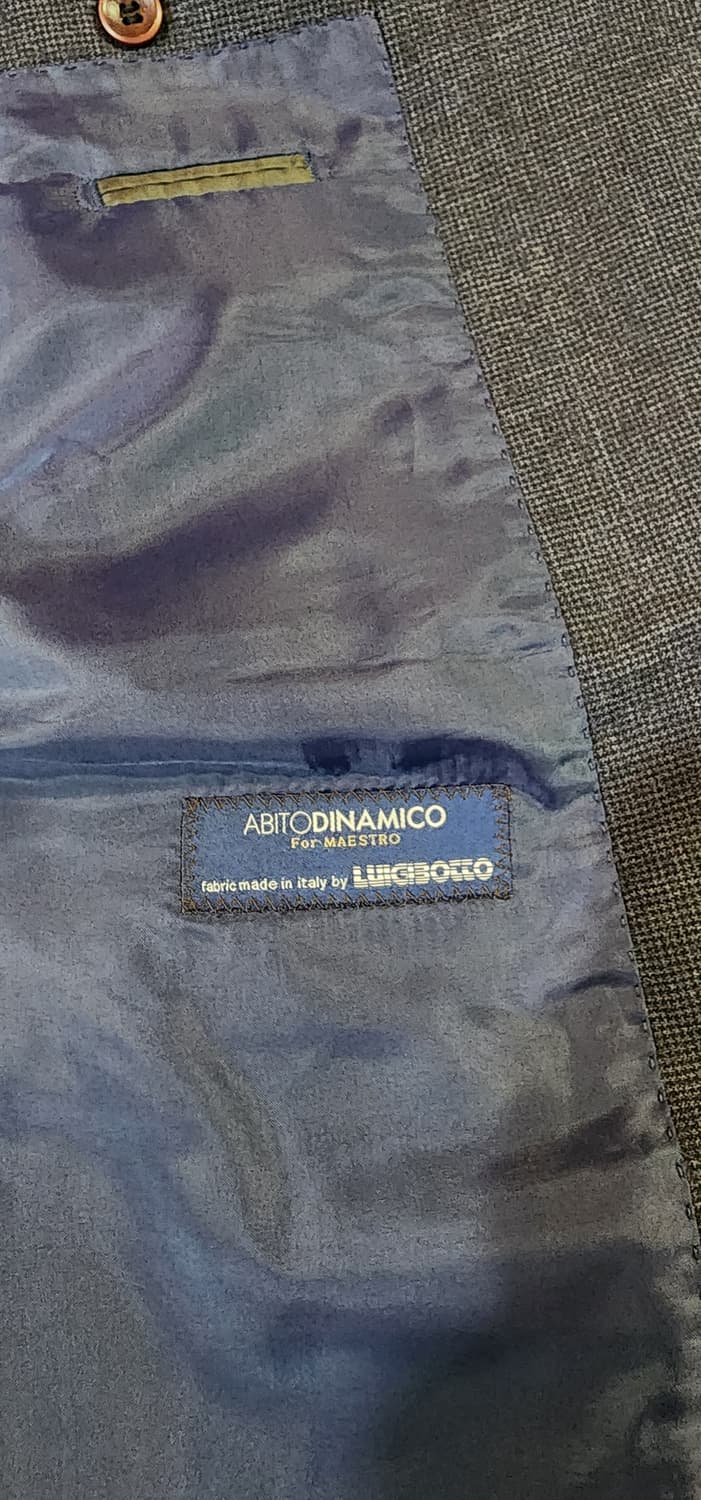 ABITODINAMICO
For MAESTRO
fabric made in italy by LUIGIBOTTO